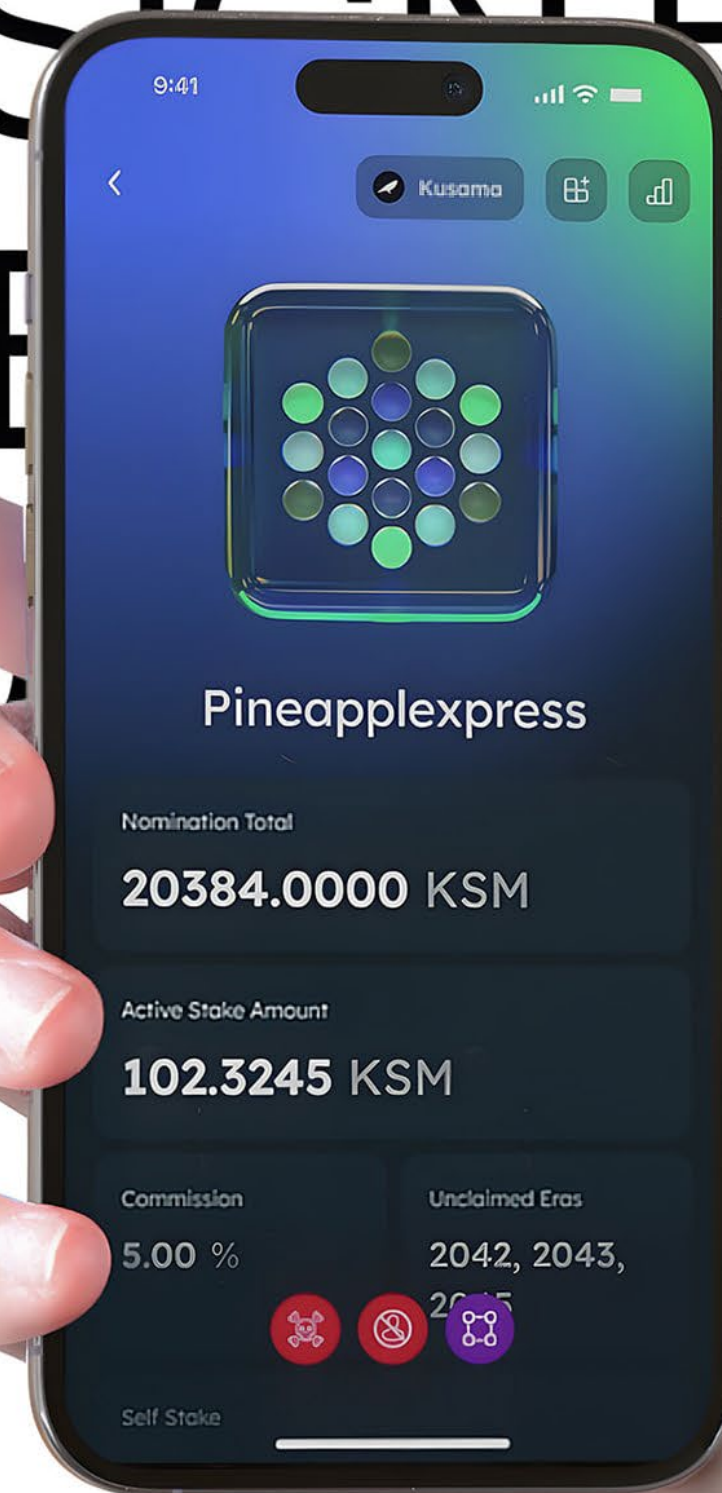 9:41
Kusama
Pineapplexpress
Nomination Total
20384.0000 KSM
Active Stake Amount
102.3245 KSM
Commission
Unclaimed Eras
5.00 %
2042, 2043,
Self Stake